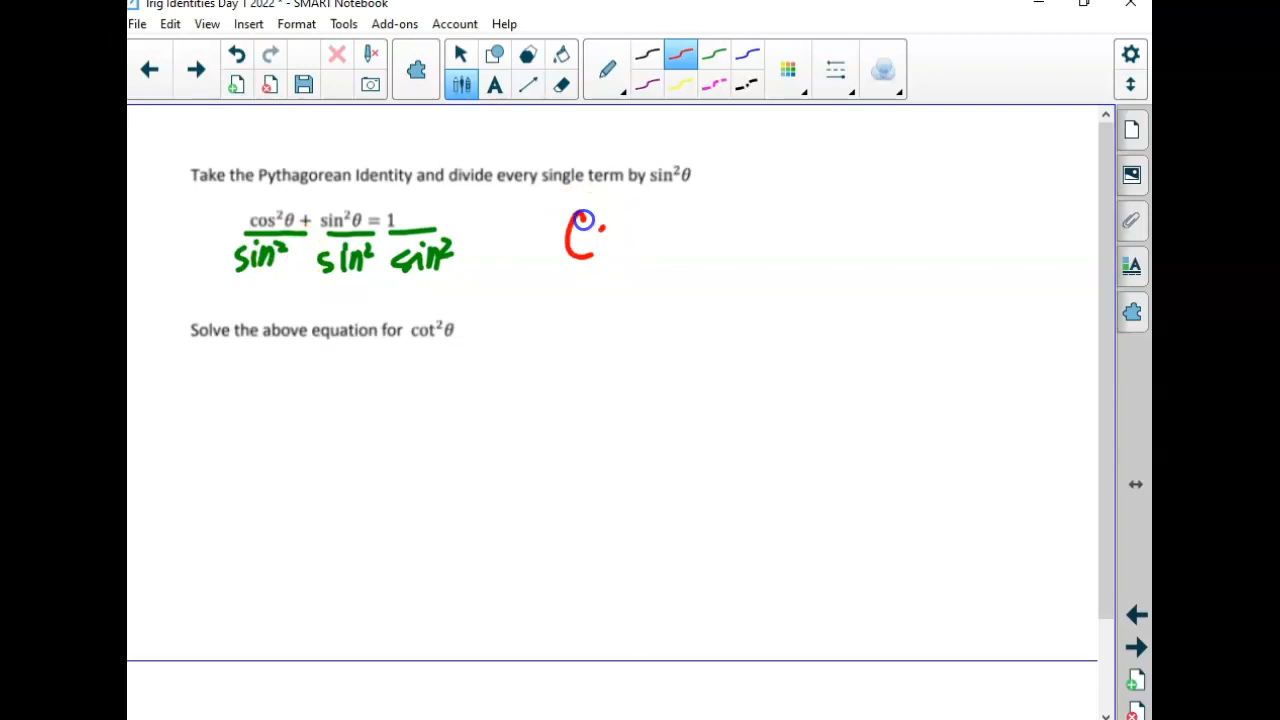 Trig Identities Day 1 2022 * - SMART Notebook
File Edit View Insert Format Tools Add-ons Account Help
Take the Pythagorean Identity and divide every single term by sin²θ
cos²θ + sin²θ = 1
sin² sin² sin²
Solve the above equation for cot²θ